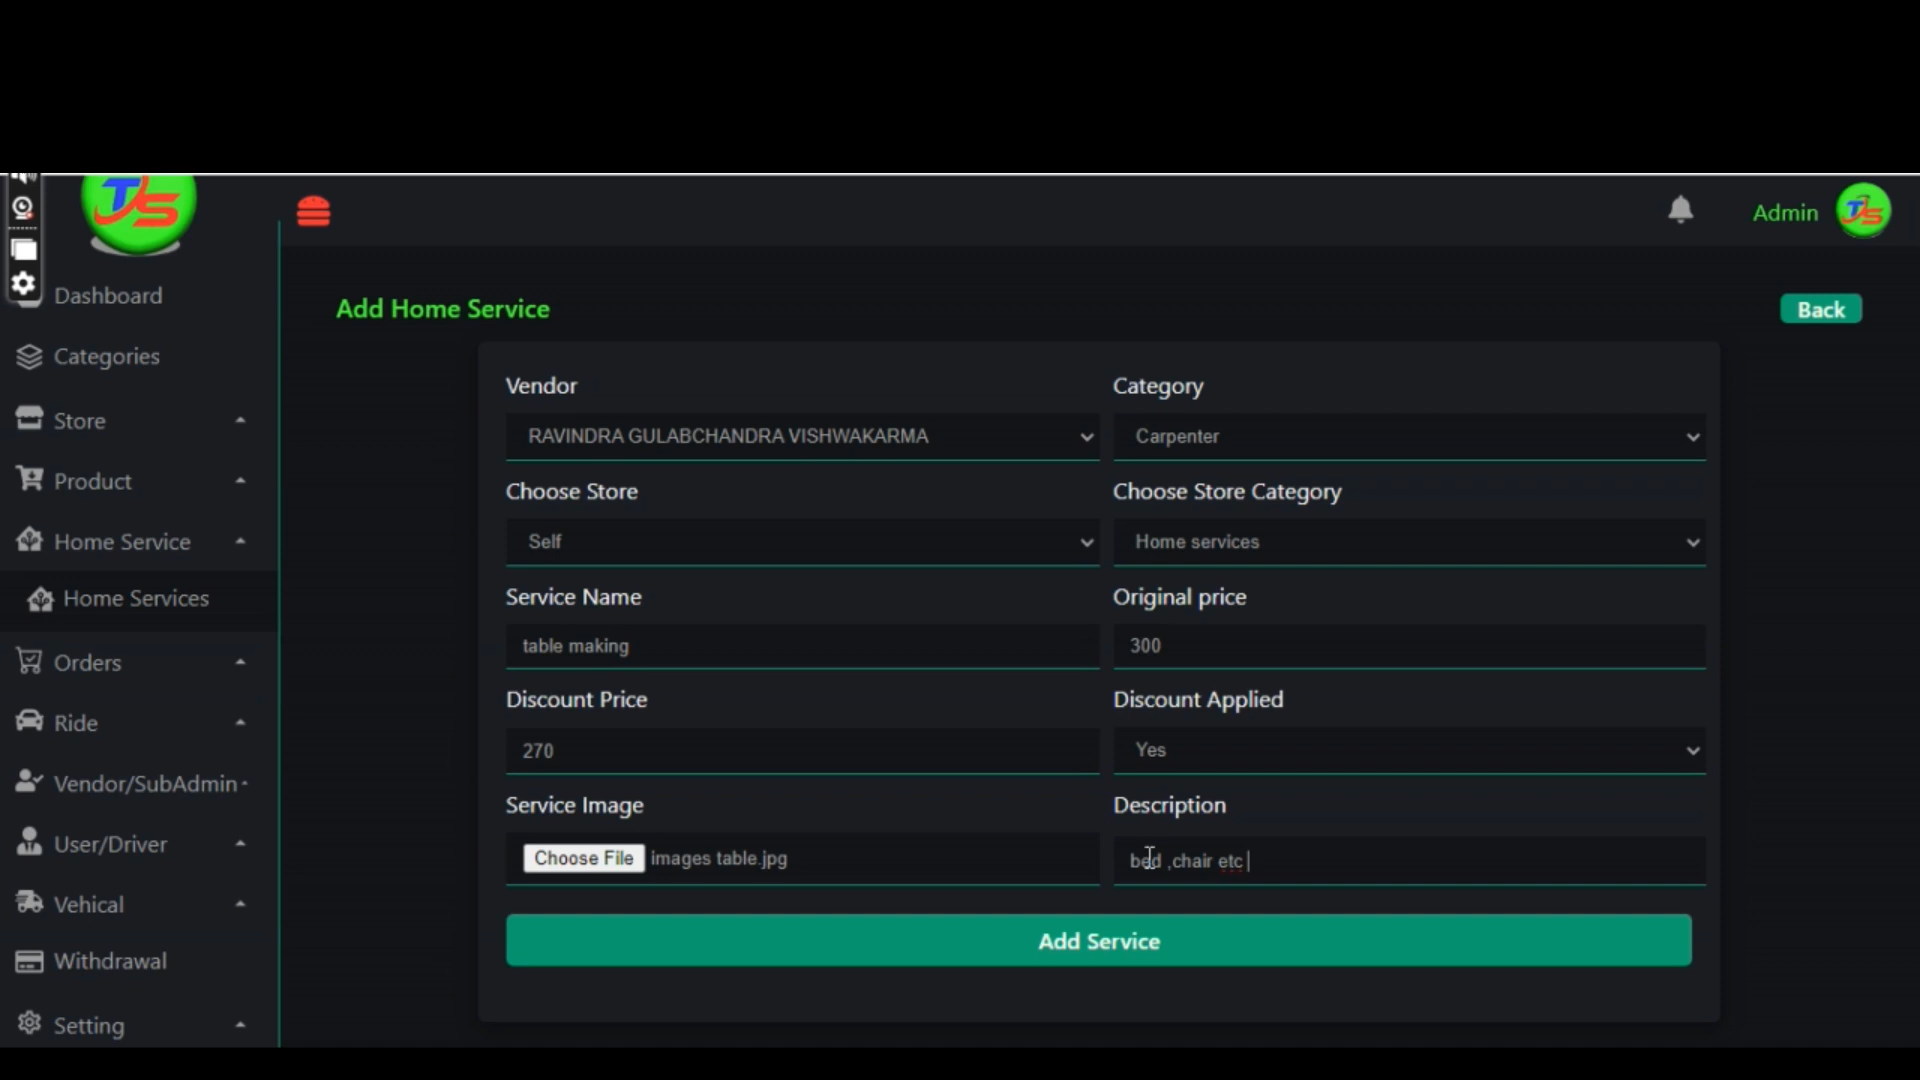 TS
Admin
TS
Dashboard
Add Home Service
Back
Categories
Vendor
Category
Store
RAVINDRA GULABCHANDRA VISHWAKARMA
Carpenter
Product
Choose Store
Choose Store Category
Home Service
Self
Home services
Home Services
Service Name
Original price
table making
300
Orders
Discount Price
Discount Applied
Ride
270
Yes
Vendor/SubAdmin
Service Image
Description
User/Driver
Choose File images table.jpg
bed ,chair etc
Vehical
Add Service
Withdrawal
Setting